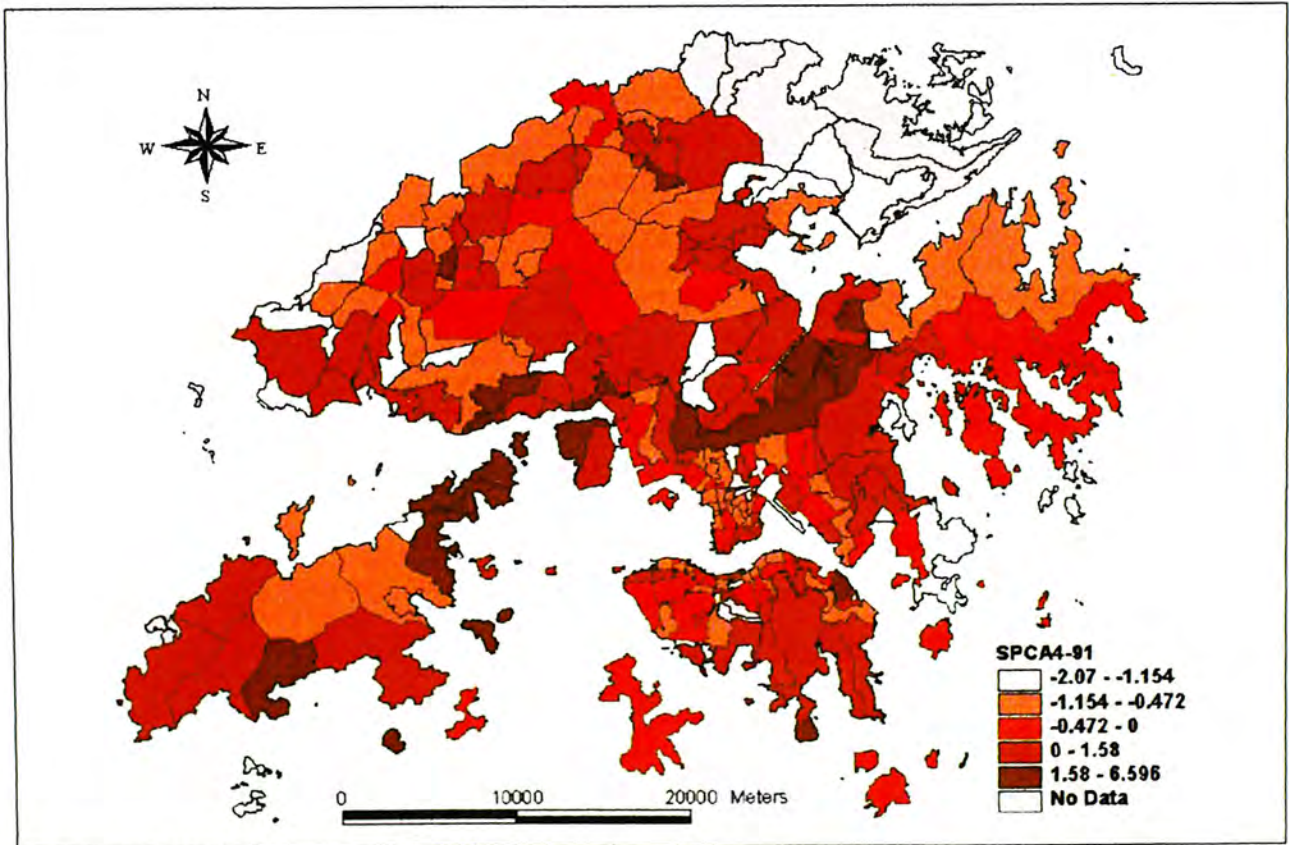 N
W E
S
SPCA4-91
-2.07 - -1.154
-1.154 - -0.472
-0.472 - 0
0 - 1.58
1.58 - 6.596
No Data
0 10000 20000 Meters